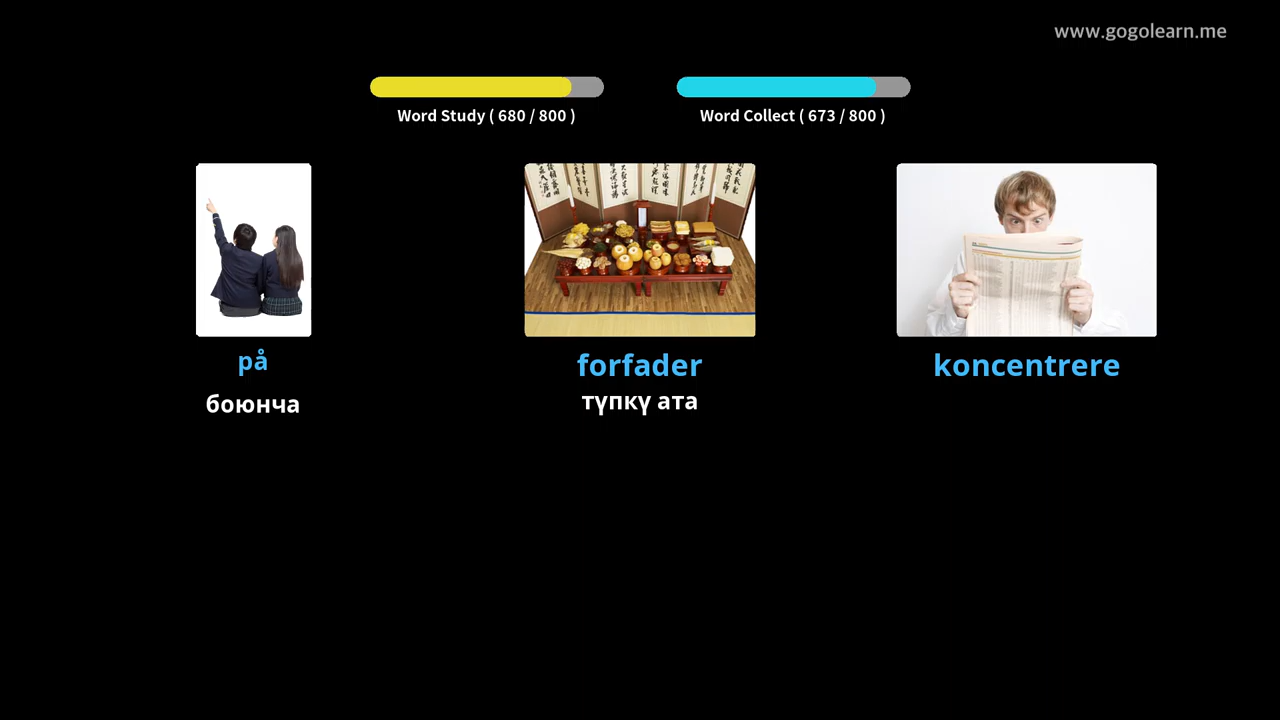 www.gogolearn.me
Word Study ( 680 / 800 )
Word Collect ( 673 / 800 )
på
боюнча
forfader
түпкү ата
koncentrere